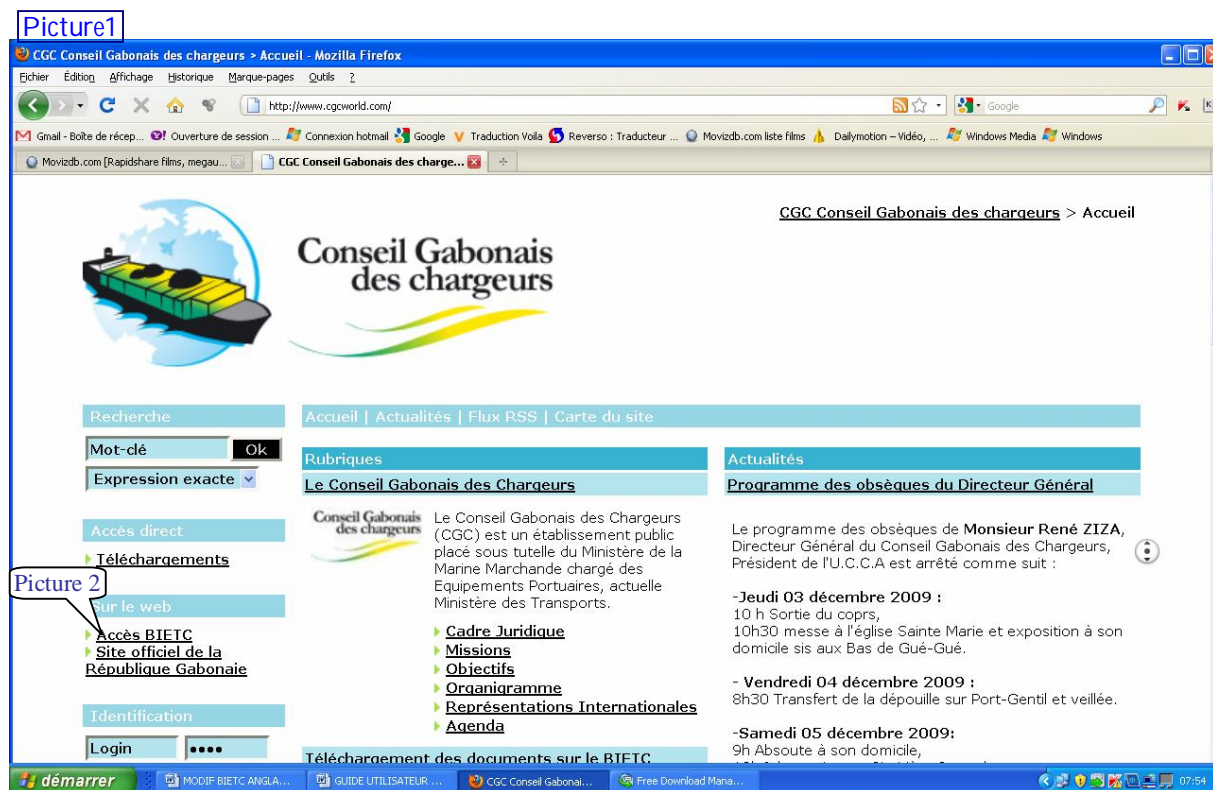 Picture1
CGC Conseil Gabonais des chargeurs > Accueil - Mozilla Firefox
Eichier Édition Affichage Historique Marque-pages Outils ?
http://www.cgcworld.com/
Google
Gmail - Boîte de récep... Ouverture de session ... Connexion hotmail Google Traduction Voila Reverso : Traducteur ... Movizdb.com liste films Dailymotion – Vidéo, ... Windows Media Windows
Movizdb.com [Rapidshare films, megau... CGC Conseil Gabonais des charge...
CGC Conseil Gabonais des chargeurs > Accueil
Conseil Gabonais
des chargeurs
Recherche
Mot-clé Ok
Expression exacte
Accès direct
Téléchargements
Picture 2
Sur le web
Accès BIETC
Site officiel de la
République Gabonaie
Identification
Login ••••
Accueil | Actualités | Flux RSS | Carte du site
Rubriques
Le Conseil Gabonais des Chargeurs
Conseil Gabonais
des chargeurs
Le Conseil Gabonais des Chargeurs
(CGC) est un établissement public
placé sous tutelle du Ministère de la
Marine Marchande chargé des
Equipements Portuaires, actuelle
Ministère des Transports.
Cadre Juridique
Missions
Objectifs
Organigramme
Représentations Internationales
Agenda
Téléchargement des documents sur le BIETC
Actualités
Programme des obsèques du Directeur Général
Le programme des obsèques de Monsieur René ZIZA,
Directeur Général du Conseil Gabonais des Chargeurs,
Président de l'U.C.C.A est arrêté comme suit :
-Jeudi 03 décembre 2009 :
10 h Sortie du coprs,
10h30 messe à l'église Sainte Marie et exposition à son
domicile sis aux Bas de Gué-Gué.
- Vendredi 04 décembre 2009 :
8h30 Transfert de la dépouille sur Port-Gentil et veillée.
-Samedi 05 décembre 2009:
9h Absoute à son domicile,
démarrer MODIF BIETC ANGLA... GUIDE UTILISATEUR ... CGC Conseil Gabonai... Free Download Mana... 07:54